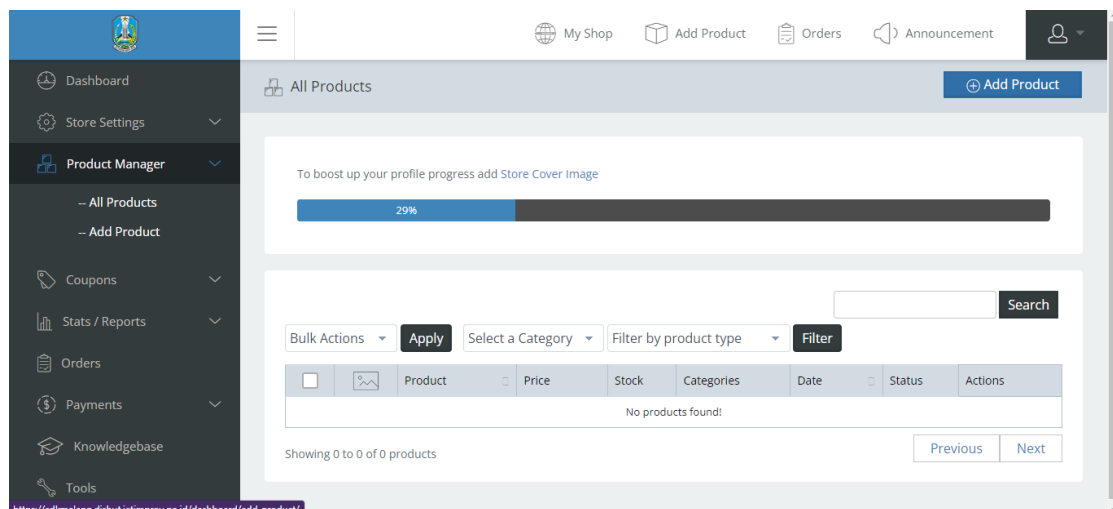 My Shop
Add Product
Orders
Announcement
Dashboard
Store Settings
Product Manager
-- All Products
-- Add Product
Coupons
Stats / Reports
Orders
Payments
Knowledgebase
Tools
All Products
Add Product
To boost up your profile progress add Store Cover Image
29%
Search
Bulk Actions Apply Select a Category Filter by product type Filter
Product Price Stock Categories Date Status Actions
No products found!
Showing 0 to 0 of 0 products
Previous Next